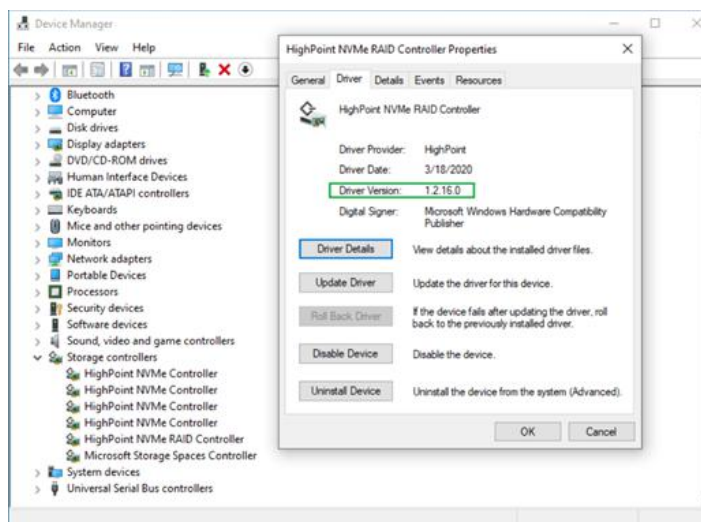 Device Manager
File Action View Help
Bluetooth
Computer
Disk drives
Display adapters
DVD/CD-ROM drives
Human Interface Devices
IDE ATA/ATAPI controllers
Keyboards
Mice and other pointing devices
Monitors
Network adapters
Portable Devices
Processors
Security devices
Software devices
Sound, video and game controllers
Storage controllers
HighPoint NVMe Controller
HighPoint NVMe Controller
HighPoint NVMe Controller
HighPoint NVMe Controller
HighPoint NVMe RAID Controller
Microsoft Storage Spaces Controller
System devices
Universal Serial Bus controllers
HighPoint NVMe RAID Controller Properties
General Driver Details Events Resources
HighPoint NVMe RAID Controller
Driver Provider: HighPoint
Driver Date: 3/18/2020
Driver Version: 1.2.16.0
Digital Signer: Microsoft Windows Hardware Compatibility
Publisher
Driver Details View details about the installed driver files.
Update Driver Update the driver for this device.
Roll Back Driver If the device fails after updating the driver, roll
back to the previously installed driver.
Disable Device Disable the device.
Uninstall Device Uninstall the device from the system (Advanced).
OK Cancel